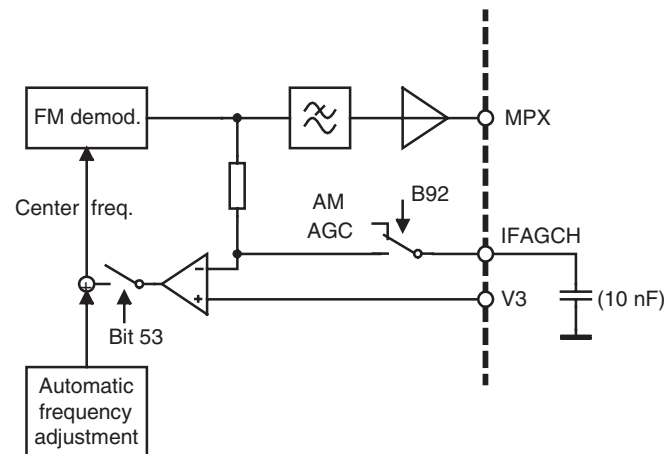 FM demod.
MPX
Center freq.
AM
AGC
B92
IFAGCH
-
+
+
V3
(10 nF)
Bit 53
Automatic
frequency
adjustment